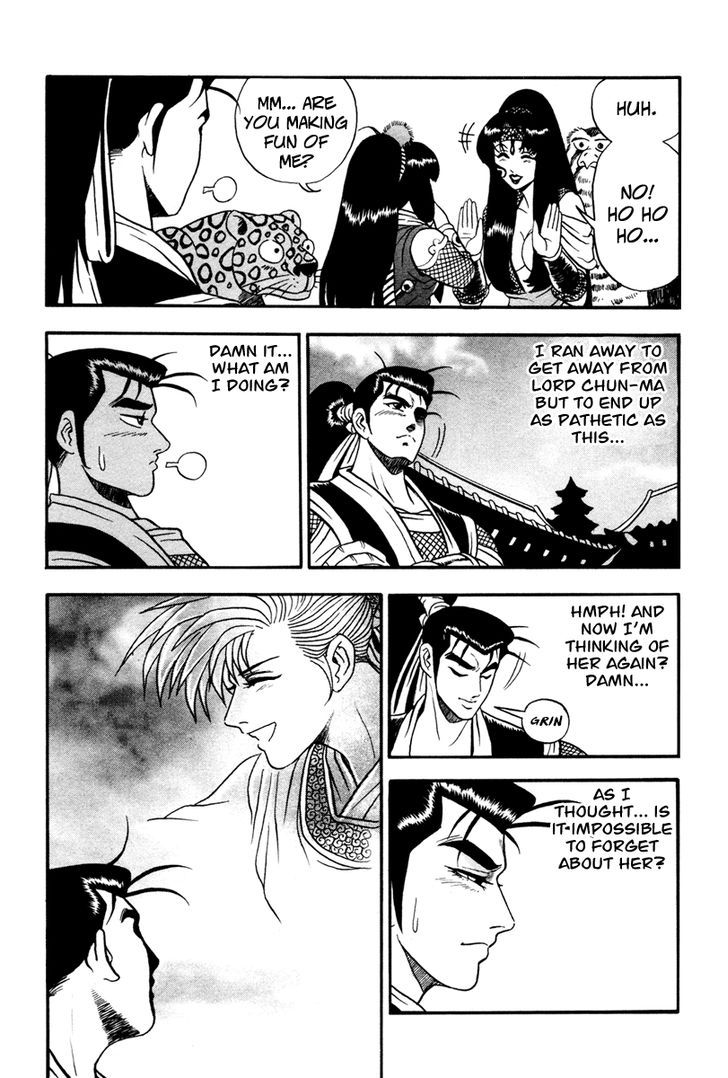 MM... ARE
YOU MAKING
FUN OF
ME?
HUH.
NO!
HO HO
HO...
DAMN IT...
WHAT AM
I DOING?
I RAN AWAY TO
GET AWAY FROM
LORD CHUN-MA
BUT TO END UP
AS PATHETIC AS
THIS...
HMPH! AND
NOW I'M
THINKING OF
HER AGAIN?
DAMN...
GRIN
AS I
THOUGHT... IS
IT IMPOSSIBLE
TO FORGET
ABOUT HER?